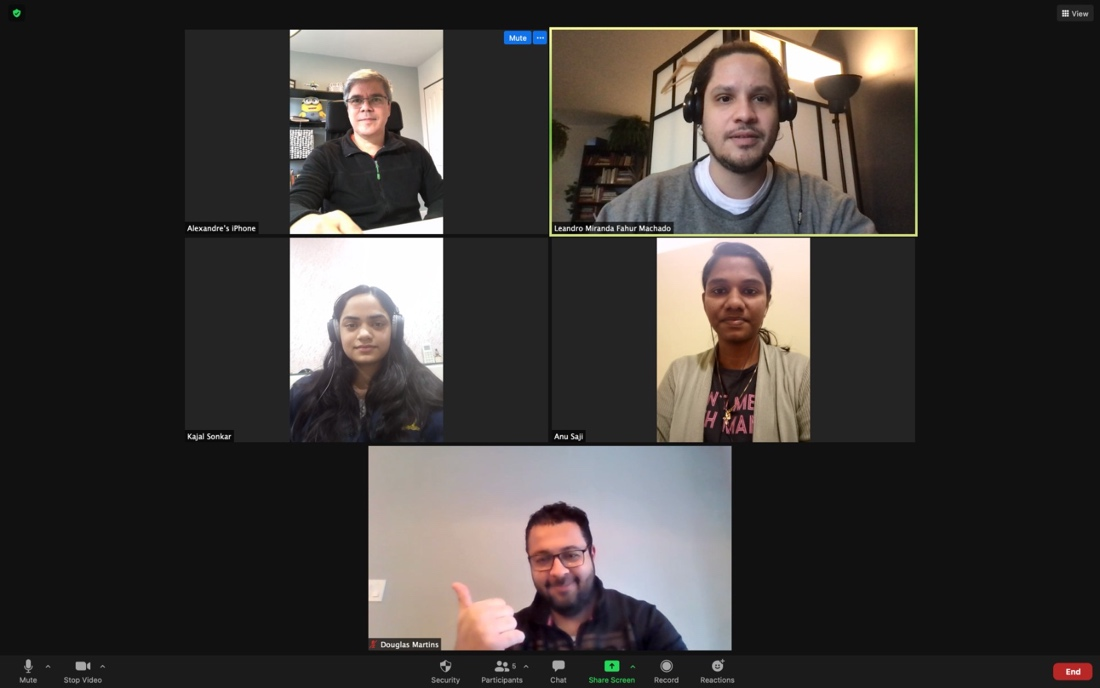 View
Mute
Alexandre's iPhone
Leandro Miranda Fahur Machado
Kajal Sonkar
Anu Saji
Douglas Martins
Mute
Stop Video
Security
Participants
5
Chat
Share Screen
Record
Reactions
End